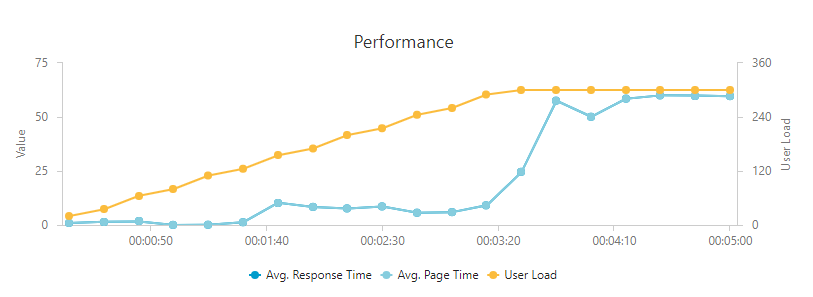 Performance
75
50
25
0
Value
360
240
120
0
User Load
00:00:50 00:01:40 00:02:30 00:03:20 00:04:10 00:05:00
Avg. Response Time Avg. Page Time User Load